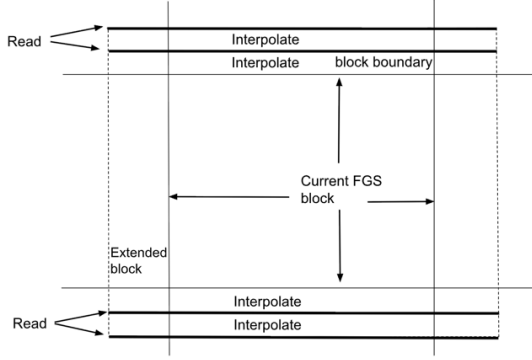 Read
Interpolate
Interpolate
block boundary
Current FGS
block
Extended
block
Interpolate
Read
Interpolate